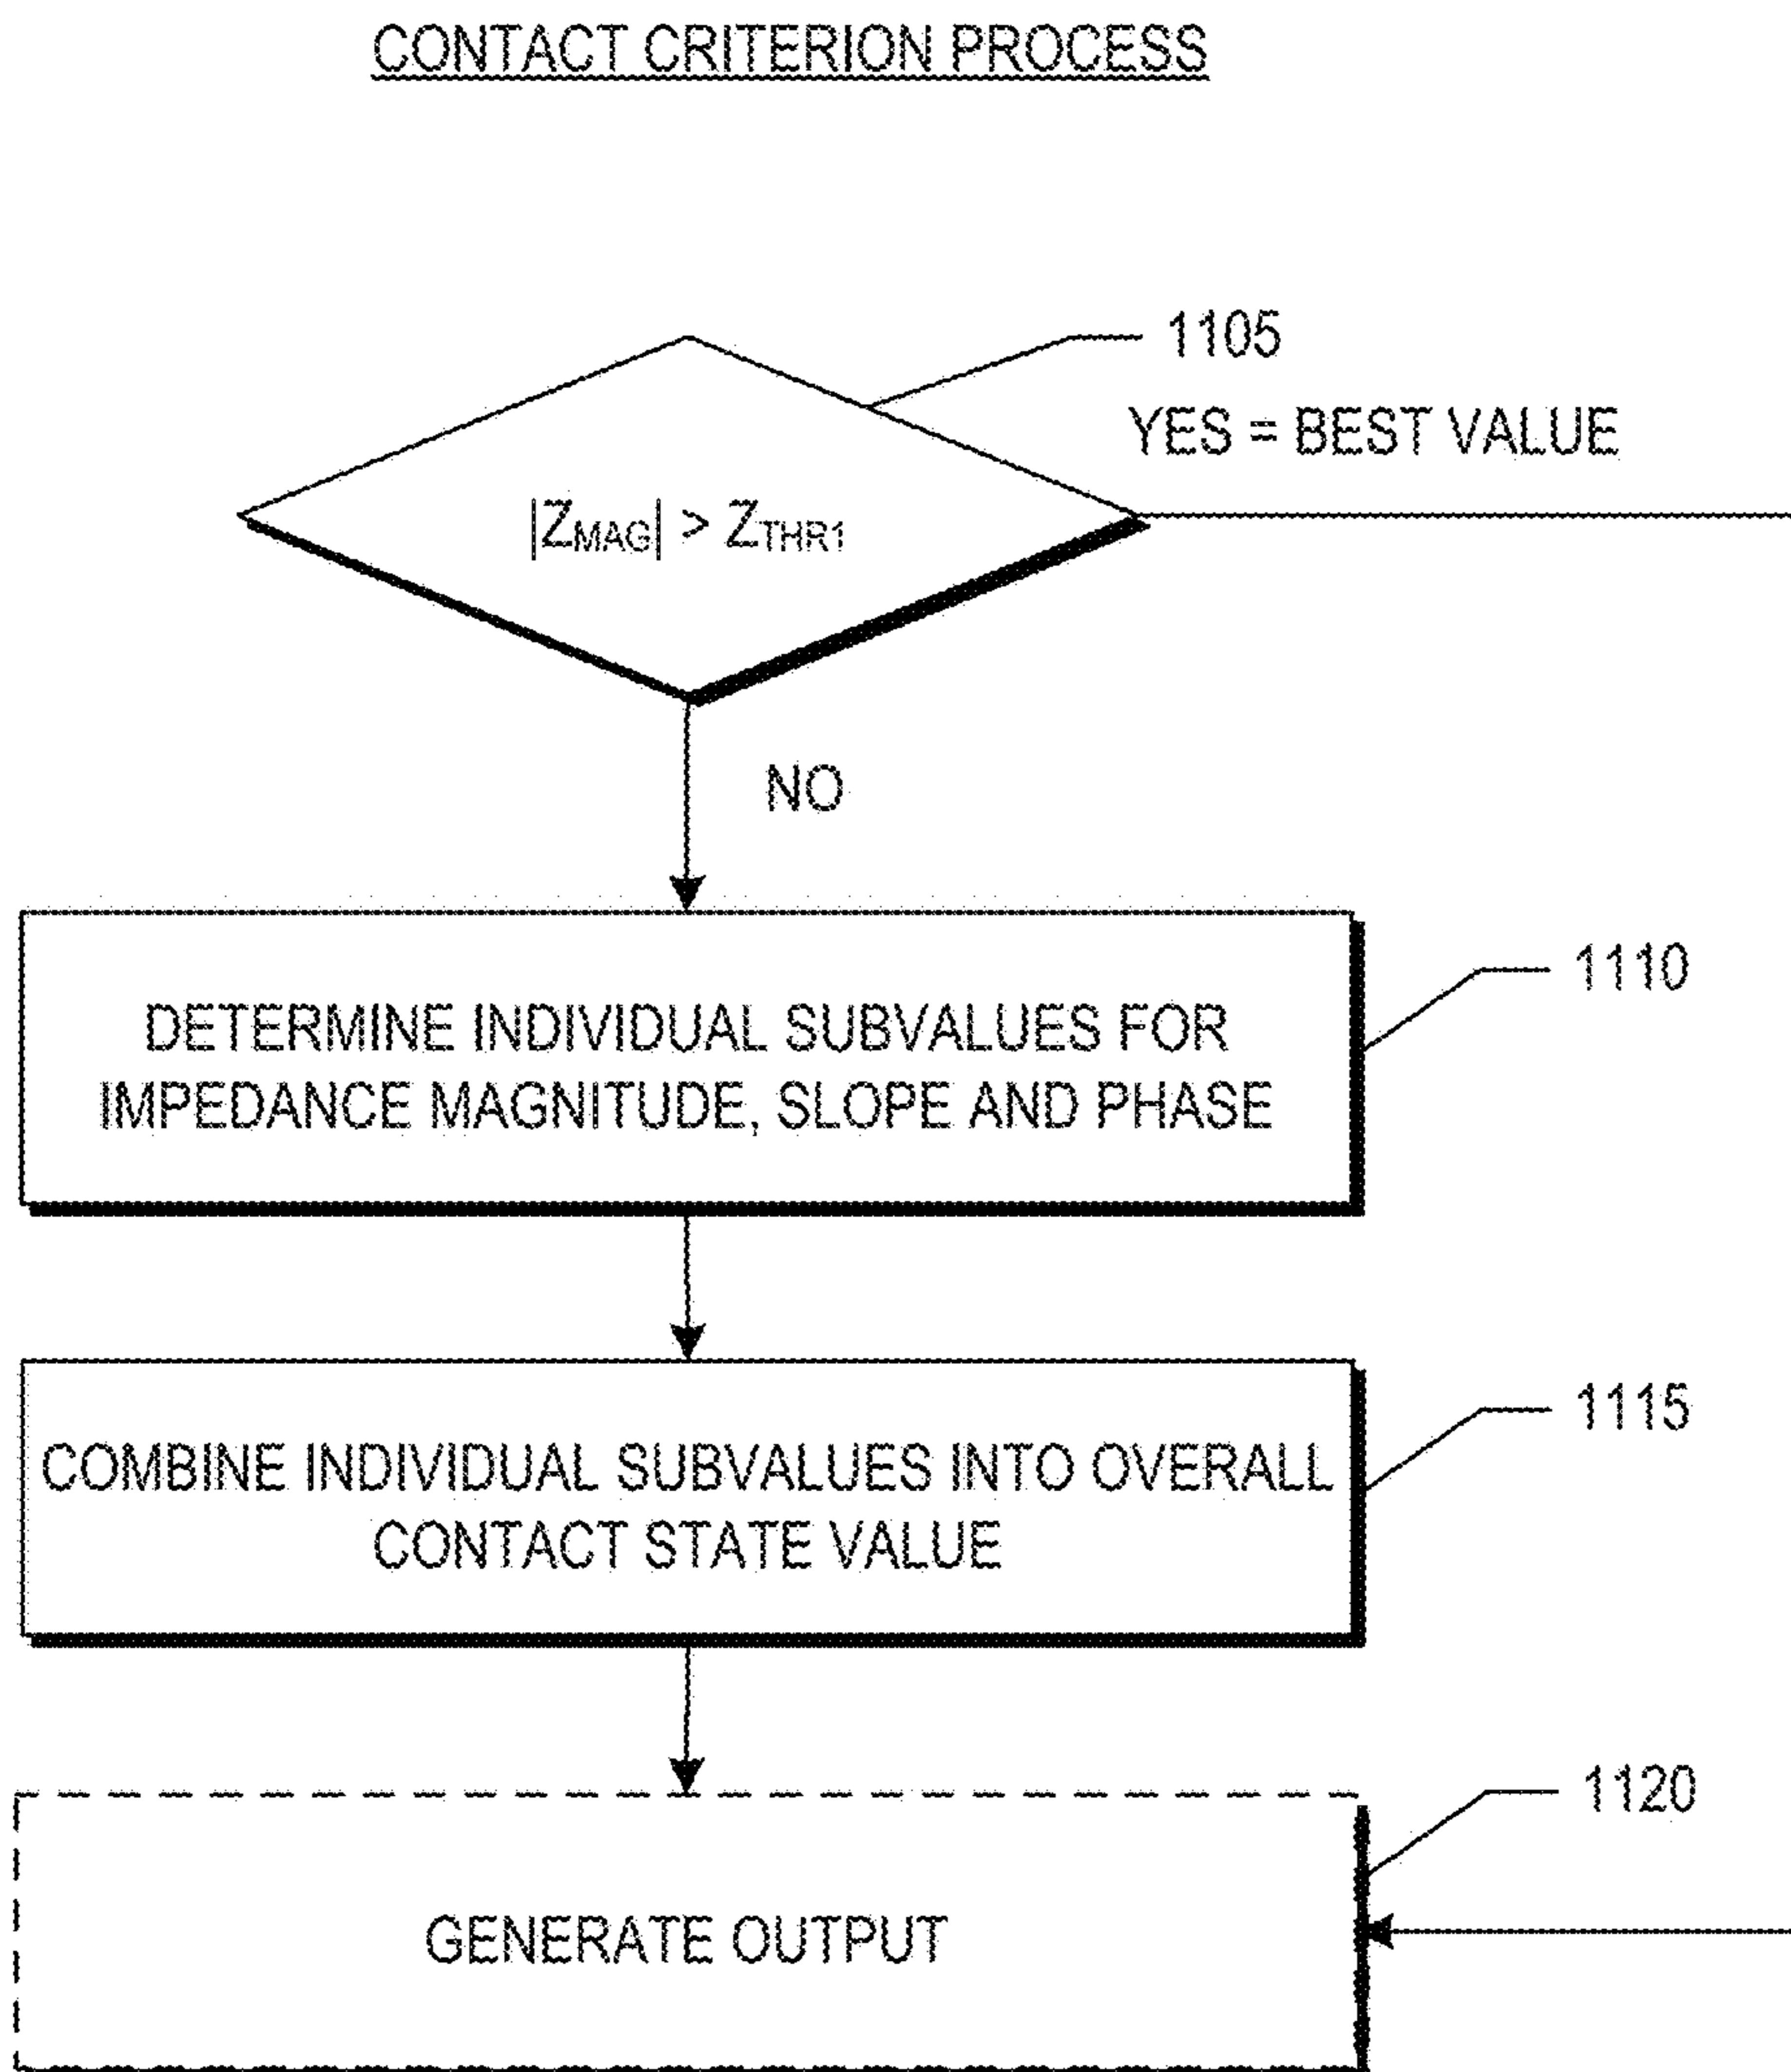 CONTACT CRITERION PROCESS
1105
YES = BEST VALUE
|ZMAG| > ZTHR1
NO
1110
DETERMINE INDIVIDUAL SUBVALUES FOR
IMPEDANCE MAGNITUDE, SLOPE AND PHASE
1115
COMBINE INDIVIDUAL SUBVALUES INTO OVERALL
CONTACT STATE VALUE
1120
GENERATE OUTPUT